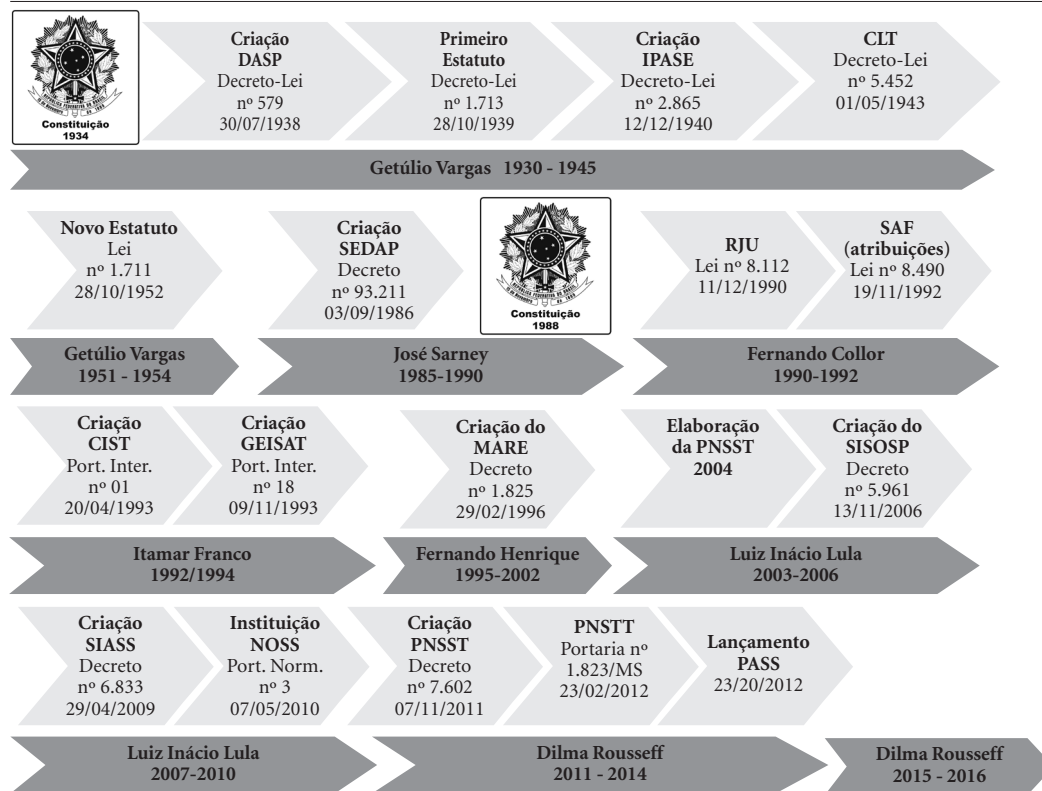 Constituição
1934
Criação
DASP
Decreto-Lei
nº 579
30/07/1938
Primeiro
Estatuto
Decreto-Lei
nº 1.713
28/10/1939
Criação
IPASE
Decreto-Lei
nº 2.865
12/12/1940
CLT
Decreto-Lei
nº 5.452
01/05/1943
Getúlio Vargas 1930 - 1945
Novo Estatuto
Lei
nº 1.711
28/10/1952
Criação
SEDAP
Decreto
nº 93.211
03/09/1986
Constituição
1988
RJU
Lei nº 8.112
11/12/1990
SAF
(atribuições)
Lei nº 8.490
19/11/1992
Getúlio Vargas
1951 - 1954
José Sarney
1985-1990
Fernando Collor
1990-1992
Criação
CIST
Port. Inter.
nº 01
20/04/1993
Criação
GEISAT
Port. Inter.
nº 18
09/11/1993
Criação do
MARE
Decreto
nº 1.825
29/02/1996
Elaboração
da PNSST
2004
Criação do
SISOSP
Decreto
nº 5.961
13/11/2006
Itamar Franco
1992/1994
Fernando Henrique
1995-2002
Luiz Inácio Lula
2003-2006
Criação
SIASS
Decreto
nº 6.833
29/04/2009
Instituição
NOSS
Port. Norm.
nº 3
07/05/2010
Criação
PNSST
Decreto
nº 7.602
07/11/2011
PNSTT
Portaria nº
1.823/MS
23/02/2012
Lançamento
PASS
23/20/2012
Luiz Inácio Lula
2007-2010
Dilma Rousseff
2011 - 2014
Dilma Rousseff
2015 - 2016